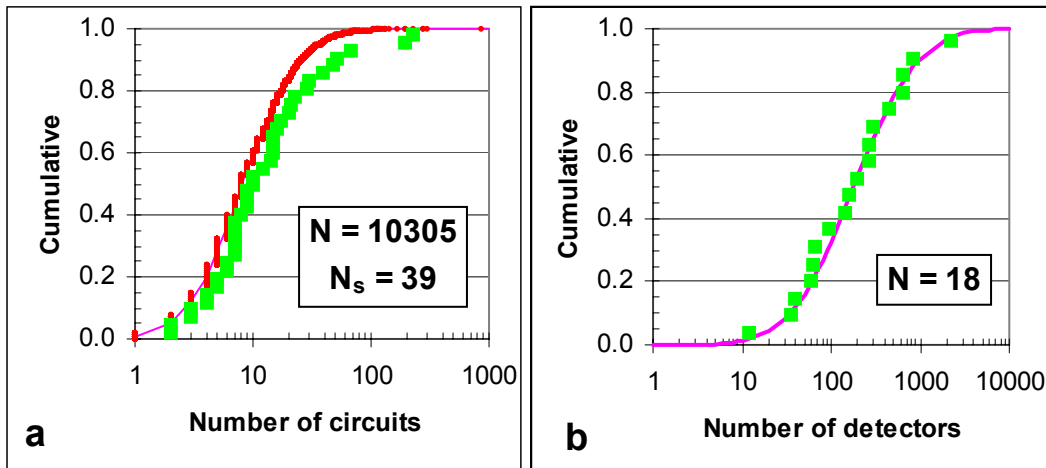 1.0
0.8
0.6
0.4
0.2
0.0
Cumulative
N = 10305
Nₛ = 39
1 10 100 1000
Number of circuits
a
1.0
0.8
0.6
0.4
0.2
0.0
Cumulative
N = 18
1 10 100 1000 10000
Number of detectors
b